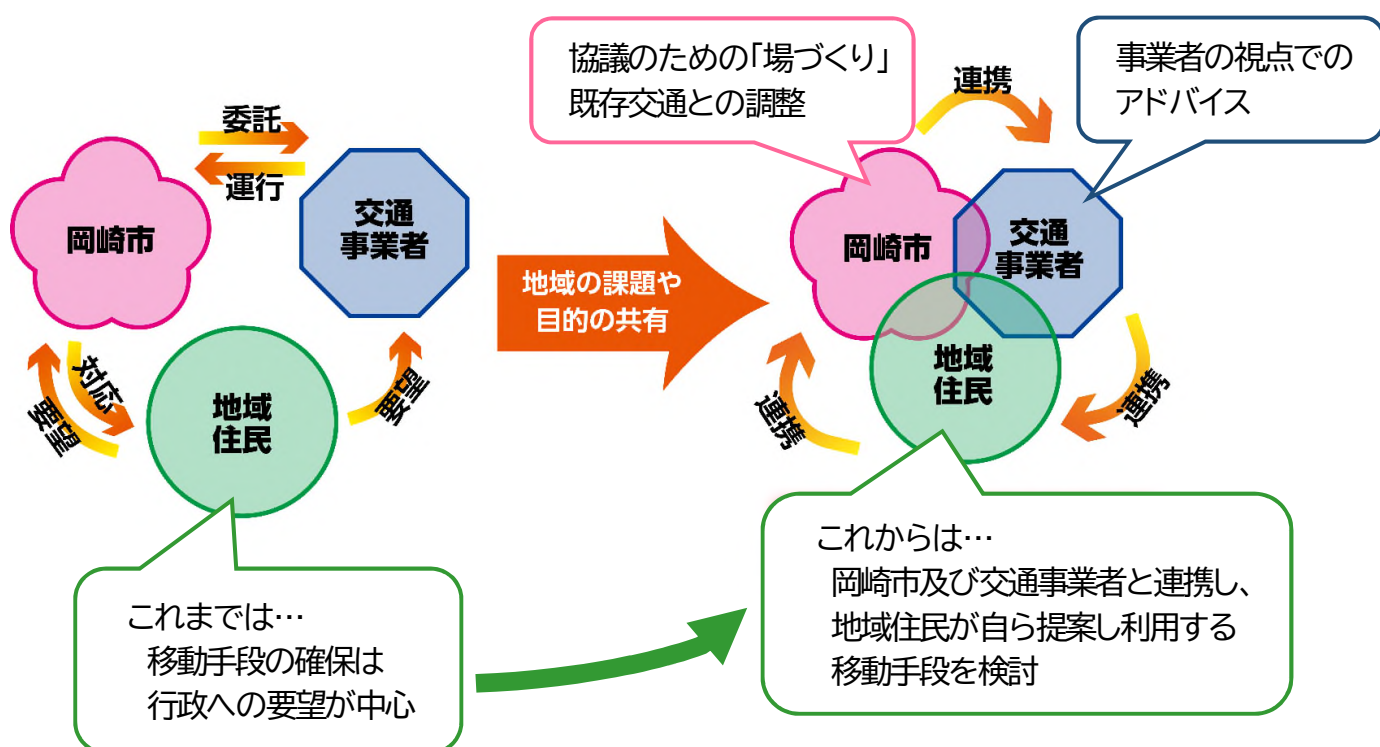 委託
運行
岡崎市
交通
事業者
対応
要望
要望
地域
住民
これまでは…
移動手段の確保は
行政への要望が中心
地域の課題や
目的の共有
協議のための「場づくり」
既存交通との調整
連携
事業者の視点での
アドバイス
岡崎市
交通
事業者
地域
住民
連携
連携
これからは…
岡崎市及び交通事業者と連携し、
地域住民が自ら提案し利用する
移動手段を検討